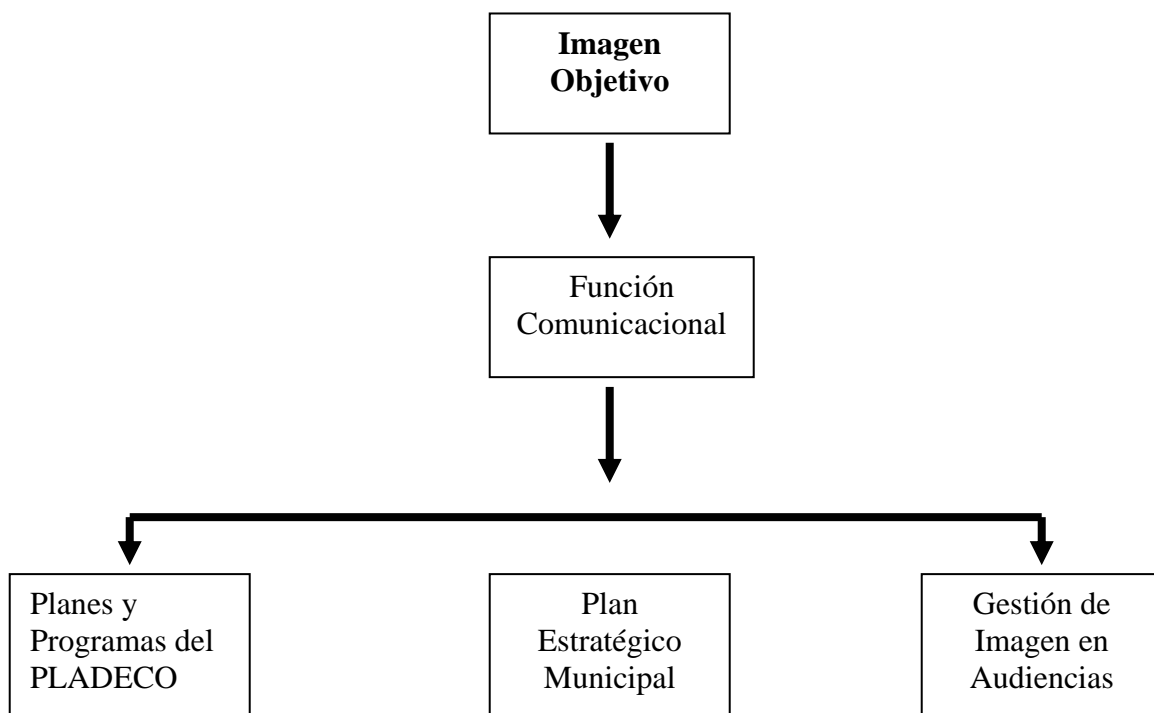 Imagen
Objetivo
Función
Comunicacional
Planes y
Programas del
PLADECO
Plan
Estratégico
Municipal
Gestión de
Imagen en
Audiencias